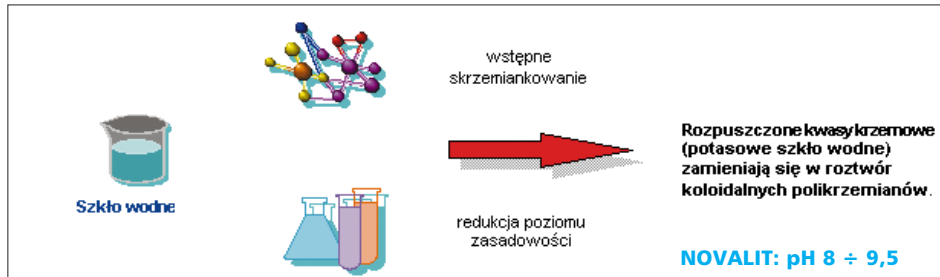 wstępne
skrzemiankowanie
Szkło wodne
redukcja poziomu
zasadowości
Rozpuszczone kwasy krzemowe
(potasowe szkło wodne)
zamieniają się w roztwór
koloidalnych polikrzemianów.
NOVALIT: pH 8 ÷ 9,5